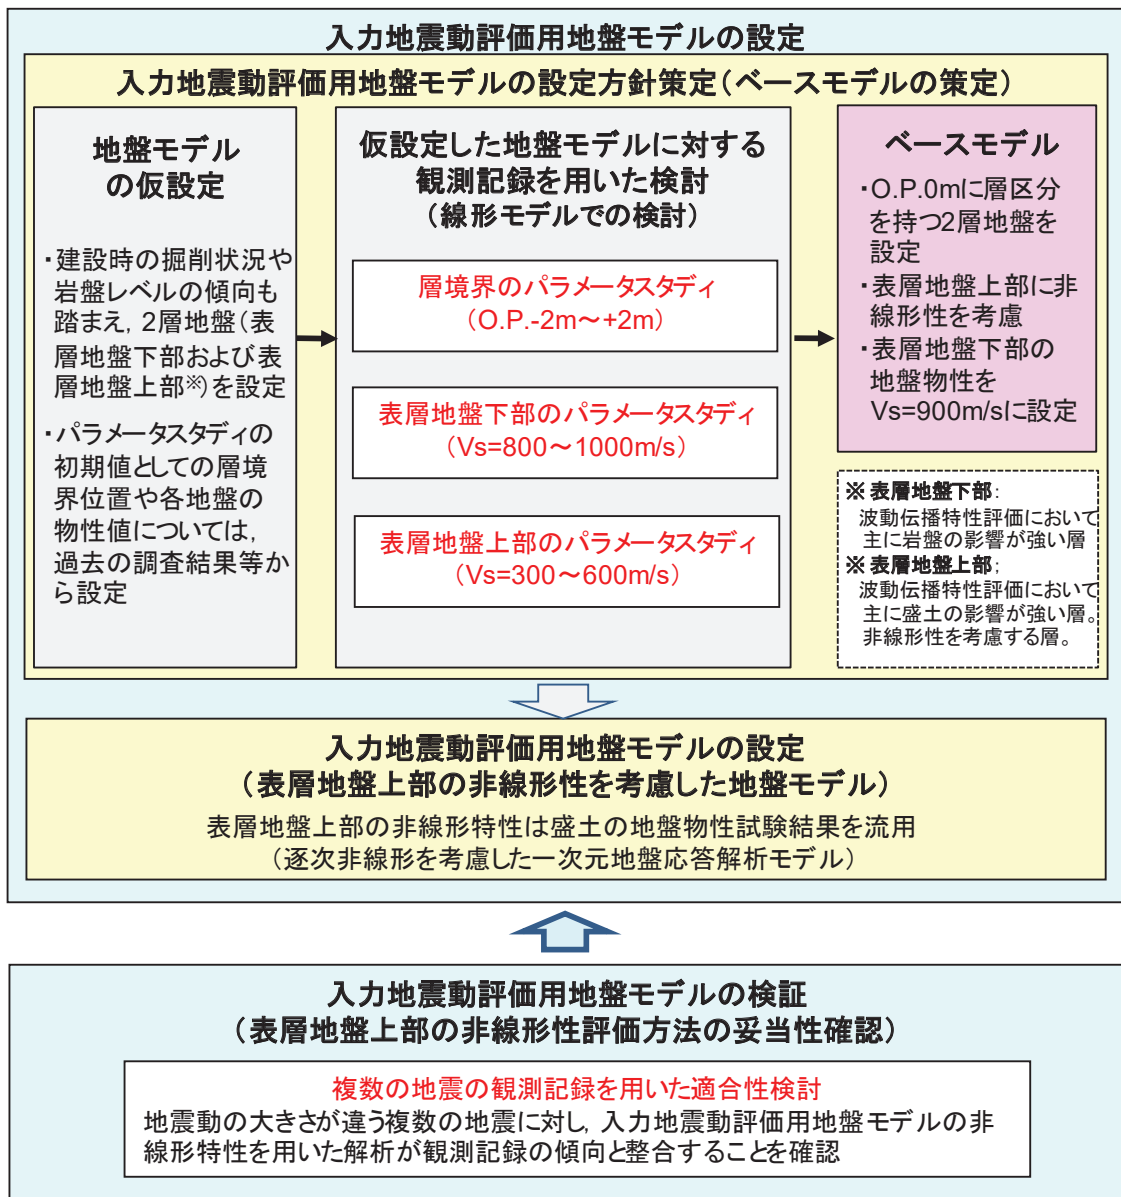 入力地震動評価用地盤モデルの設定
入力地震動評価用地盤モデルの設定方針策定（ベースモデルの策定）
地盤モデル
の仮設定
・建設時の掘削状況や
岩盤レベルの傾向も
踏まえ，2層地盤（表
層地盤下部および表
層地盤上部※）を設定
・パラメータスタディの
初期値としての層境
界位置や各地盤の
物性値については，
過去の調査結果等か
ら設定
仮設定した地盤モデルに対する
観測記録を用いた検討
（線形モデルでの検討）
層境界のパラメータスタディ
（O.P.-2m～+2m）
表層地盤下部のパラメータスタディ
（Vs=800～1000m/s）
表層地盤上部のパラメータスタディ
（Vs=300～600m/s）
ベースモデル
・O.P.0mに層区分
を持つ2層地盤を
設定
・表層地盤上部に非
線形性を考慮
・表層地盤下部の
地盤物性を
Vs=900m/sに設定
※ 表層地盤下部：
波動伝播特性評価において
主に岩盤の影響が強い層
※ 表層地盤上部；
波動伝播特性評価において
主に盛土の影響が強い層。
非線形性を考慮する層。
入力地震動評価用地盤モデルの設定
（表層地盤上部の非線形性を考慮した地盤モデル）
表層地盤上部の非線形特性は盛土の地盤物性試験結果を流用
（逐次非線形を考慮した一次元地盤応答解析モデル）
入力地震動評価用地盤モデルの検証
（表層地盤上部の非線形性評価方法の妥当性確認）
複数の地震の観測記録を用いた適合性検討
地震動の大きさが違う複数の地震に対し，入力地震動評価用地盤モデルの非
線形特性を用いた解析が観測記録の傾向と整合することを確認